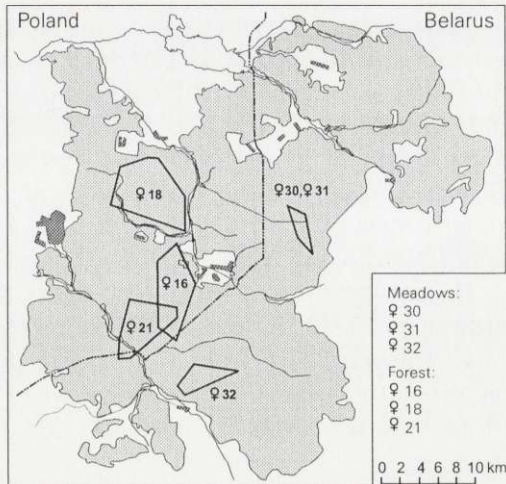 Poland
Belarus
♀ 18
♀ 30, ♀ 31
♀ 16
♀ 21
♀ 32
Meadows:
♀ 30
♀ 31
♀ 32
Forest:
♀ 16
♀ 18
♀ 21
0 2 4 6 8 10 km